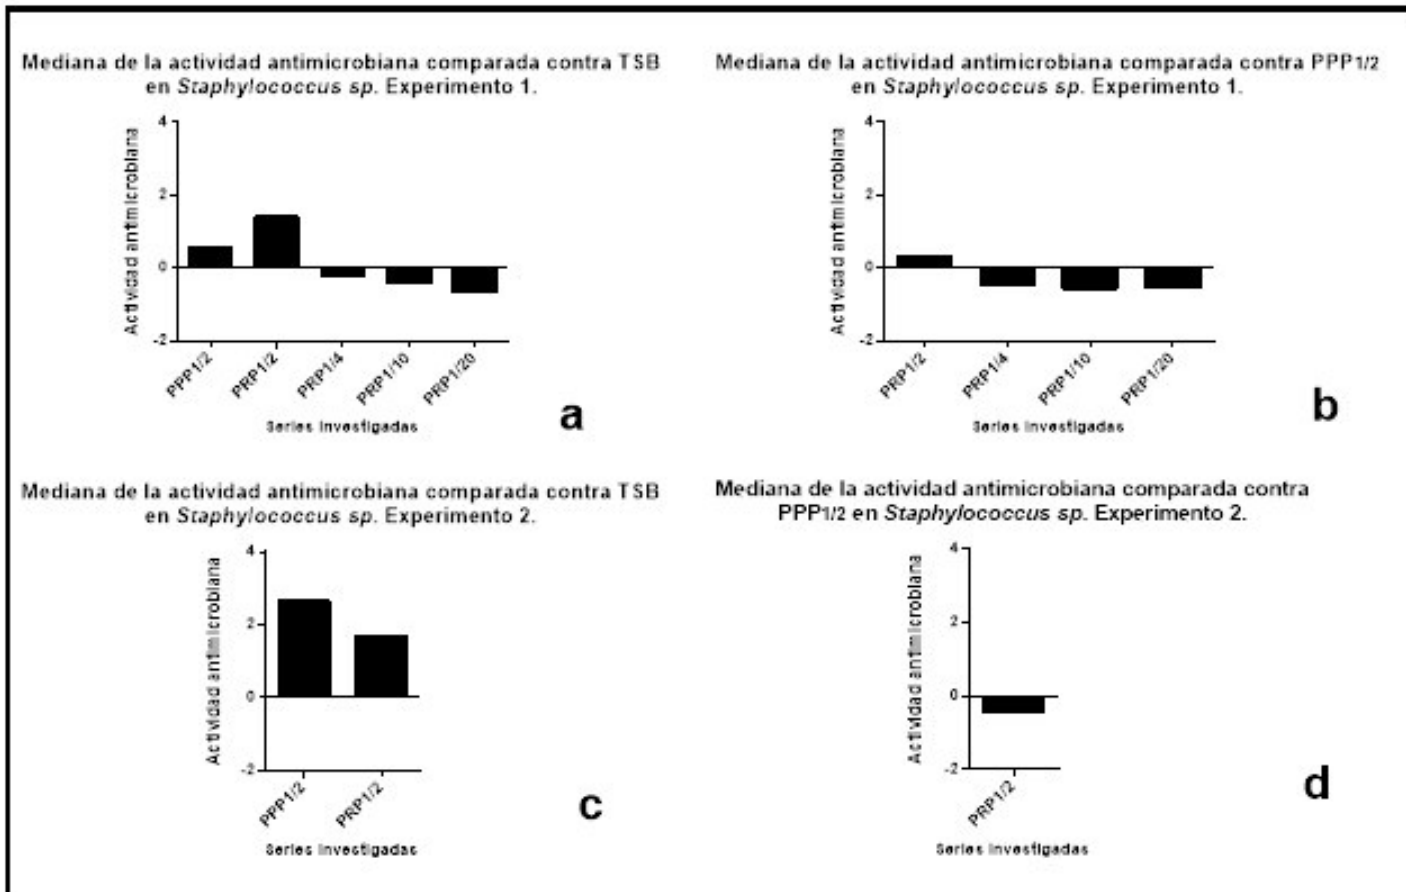 Mediana de la actividad antimicrobiana comparada contra TSB
en Staphylococcus sp. Experimento 1.
Actividad antimicrobiana
4
2
0
-2
PPP1/2
PRP1/2
PRP1/4
PRP1/10
PRP1/20
Series investigadas
a
Mediana de la actividad antimicrobiana comparada contra PPP1/2
en Staphylococcus sp. Experimento 1.
Actividad antimicrobiana
4
2
0
-2
PRP1/2
PRP1/4
PRP1/10
PRP1/20
Series investigadas
b
Mediana de la actividad antimicrobiana comparada contra TSB
en Staphylococcus sp. Experimento 2.
Actividad antimicrobiana
4
2
0
-2
PPP1/2
PRP1/2
Series investigadas
c
Mediana de la actividad antimicrobiana comparada contra
PPP1/2 en Staphylococcus sp. Experimento 2.
Actividad antimicrobiana
4
2
0
-2
PRP1/2
Series investigadas
d